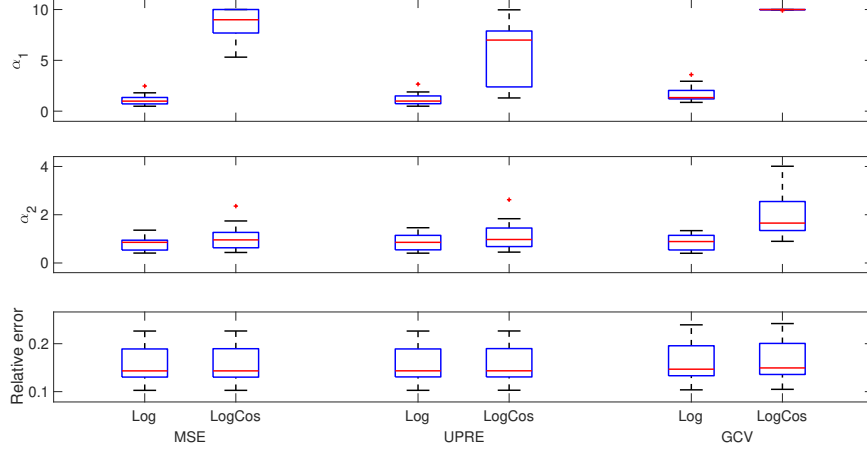 10
5
0
α1
4
2
0
α2
0.2
0.1
Relative error
Log LogCos Log LogCos Log LogCos
MSE UPRE GCV